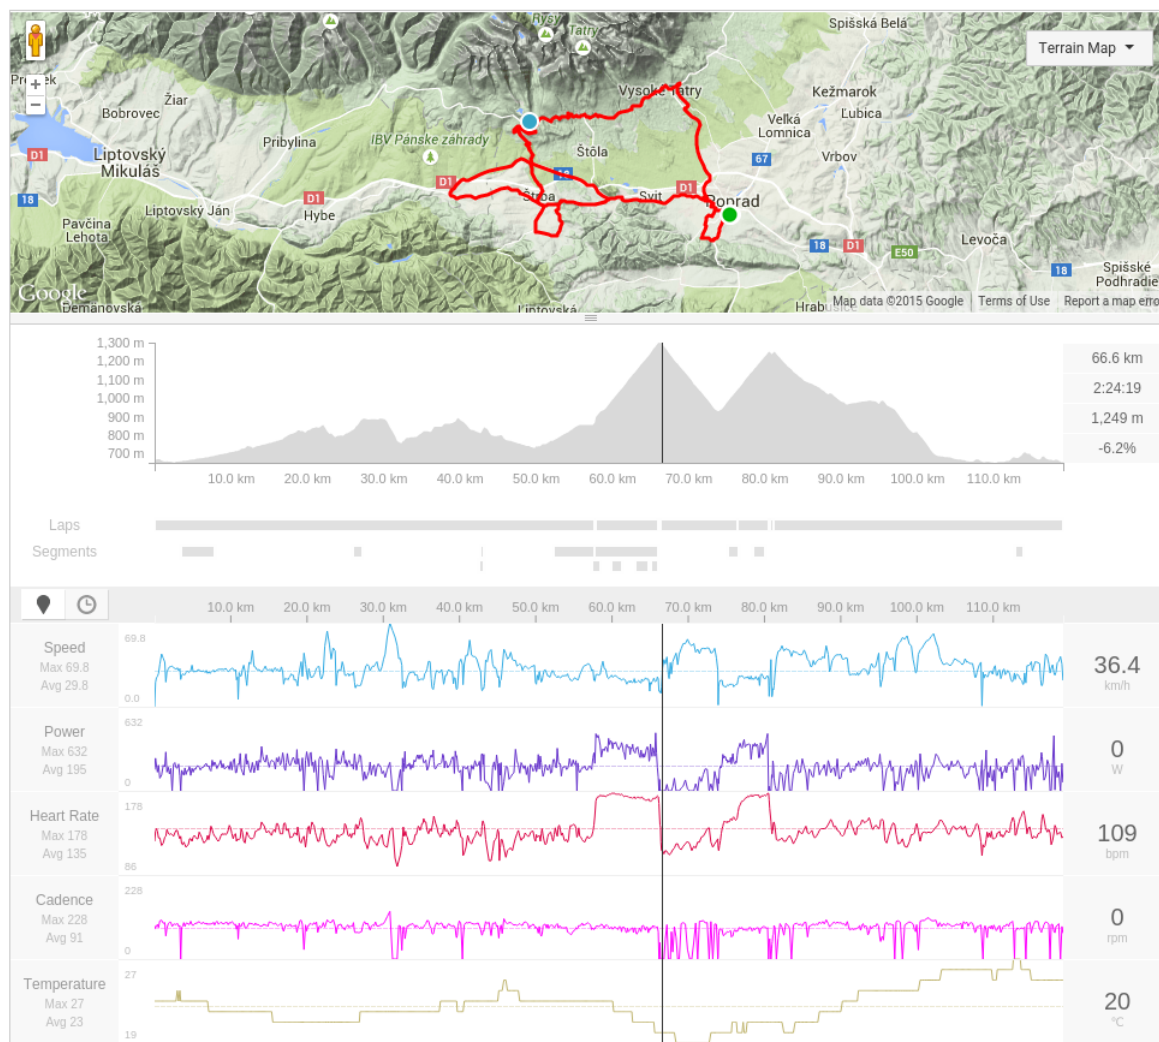 Rysy
Tatry
Spišská Belá
Terrain Map
Vysoké Tatry
Kežmarok
Žiar
Bobrovec
Veľká
Lomnica
Ľubica
Pribylina
IBV Pánske záhrady
Štôla
67
Vrbov
D1
Liptovský
Mikuláš
D1
D1
18
D1
Štrba
Svit
Poprad
Liptovský Ján
Hybe
Pavčina
Lehota
18
D1
E50
Levoča
18
Spišské
Podhradie
Google
Demänovská
Liptovská
Map data ©2015 Google
Terms of Use
Report a map erro
1,300 m
1,200 m
1,100 m
1,000 m
900 m
800 m
700 m
66.6 km
2:24:19
1,249 m
-6.2%
10.0 km 20.0 km 30.0 km 40.0 km 50.0 km 60.0 km 70.0 km 80.0 km 90.0 km 100.0 km 110.0 km
Laps
Segments
10.0 km 20.0 km 30.0 km 40.0 km 50.0 km 60.0 km 70.0 km 80.0 km 90.0 km 100.0 km 110.0 km
Speed
Max 69.8
Avg 29.8
69.8
0.0
36.4
km/h
Power
Max 632
Avg 195
632
0
0
W
Heart Rate
Max 178
Avg 135
178
86
109
bpm
Cadence
Max 228
Avg 91
228
0
0
rpm
Temperature
Max 27
Avg 23
27
19
20
°C